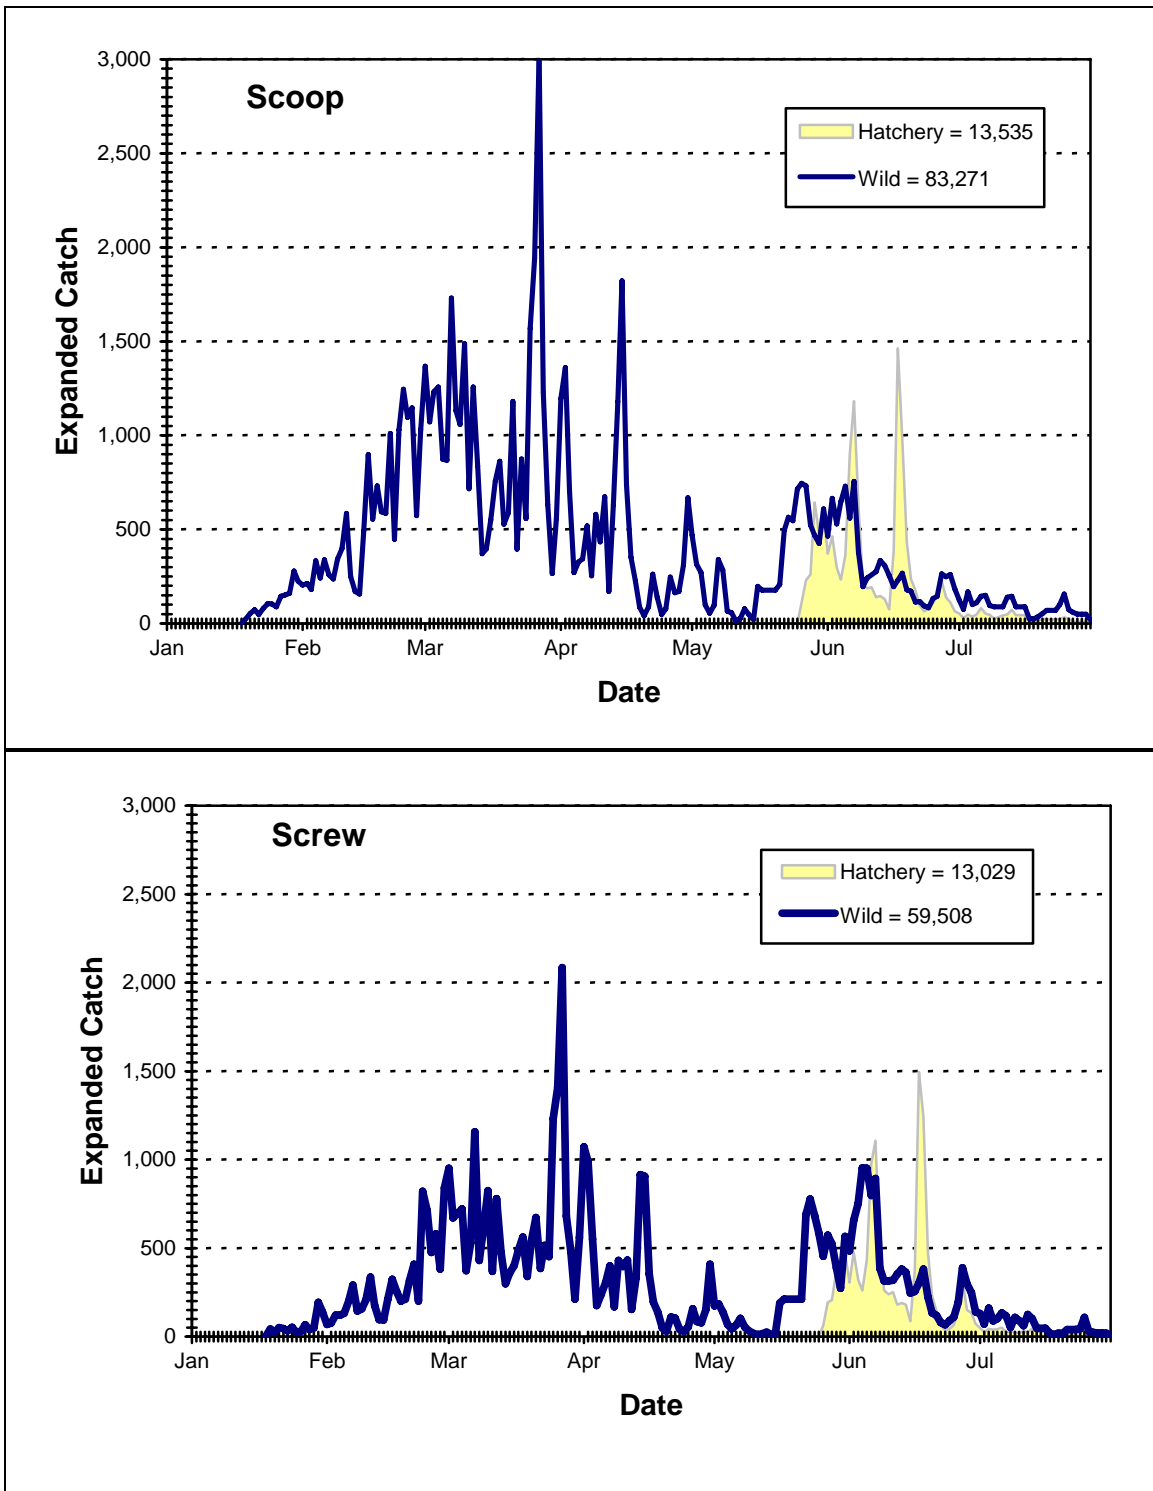 Scoop
3,000
2,500
2,000
1,500
1,000
500
0
Expanded Catch
Hatchery = 13,535
Wild = 83,271
Jan Feb Mar Apr May Jun Jul
Date
Screw
3,000
2,500
2,000
1,500
1,000
500
0
Expanded Catch
Hatchery = 13,029
Wild = 59,508
Jan Feb Mar Apr May Jun Jul
Date